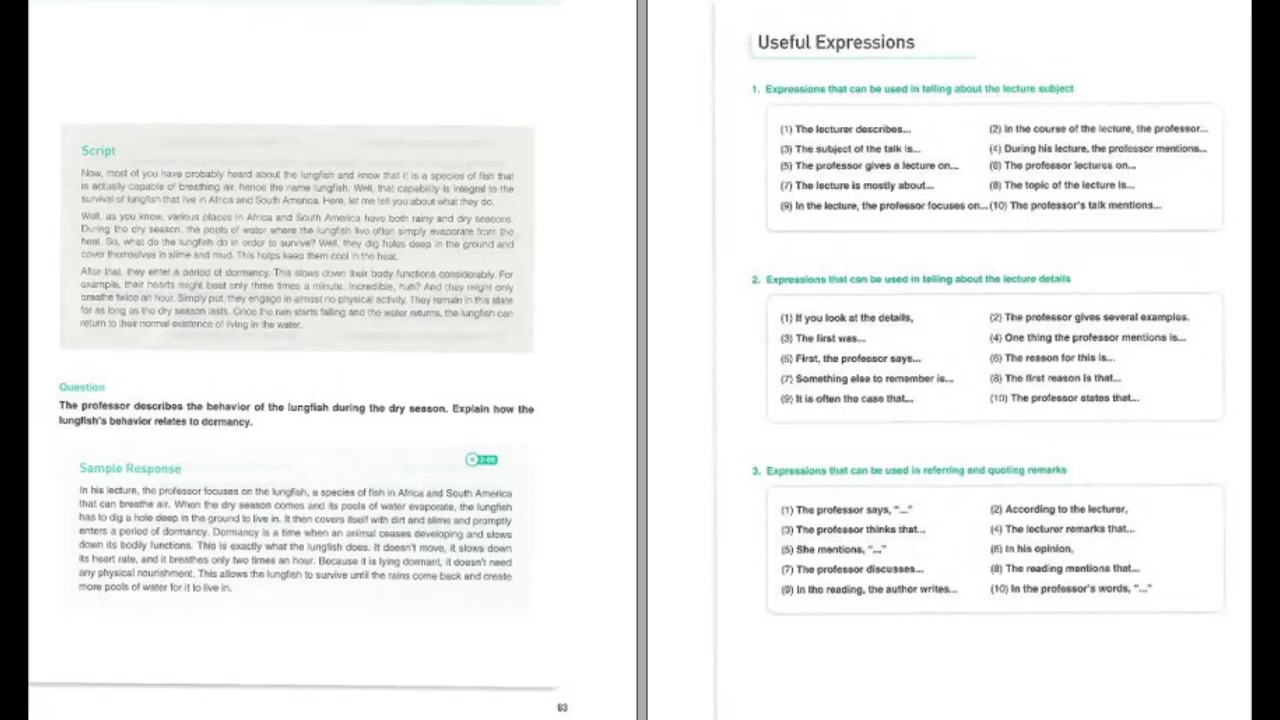 Script
Now, most of you have probably heard about the lungfish and know that it is a species of fish that
is actually capable of breathing air, hence the name lungfish. Well, that capability is integral to the
survival of lungfish that live in Africa and South America. Here, let me tell you about what they do.
Well, as you know, various places in Africa and South America have both rainy and dry seasons.
During the dry season, the pools of water where the lungfish live often simply evaporate from the
heat. So, what do the lungfish do in order to survive? Well, they dig holes deep in the ground and
cover themselves in slime and mud. This helps keep them cool in the heat.
After that, they enter a period of dormancy. This slows down their body functions considerably. For
example, their hearts might beat only three times a minute. Incredible, huh? And they might only
breathe twice an hour. Simply put, they engage in almost no physical activity. They remain in this state
for as long as the dry season lasts. Once the rain starts falling and the water returns, the lungfish can
return to their normal existence of living in the water.
Question
The professor describes the behavior of the lungfish during the dry season. Explain how the
lungfish's behavior relates to dormancy.
Sample Response
In his lecture, the professor focuses on the lungfish, a species of fish in Africa and South America
that can breathe air. When the dry season comes and its pools of water evaporate, the lungfish
has to dig a hole deep in the ground to live in. It then covers itself with dirt and slime and promptly
enters a period of dormancy. Dormancy is a time when an animal ceases developing and slows
down its bodily functions. This is exactly what the lungfish does. It doesn't move, it slows down
its heart rate, and it breathes only two times an hour. Because it is lying dormant, it doesn't need
any physical nourishment. This allows the lungfish to survive until the rains come back and create
more pools of water for it to live in.
83
Useful Expressions
1. Expressions that can be used in telling about the lecture subject
(1) The lecturer describes... (2) In the course of the lecture, the professor...
(3) The subject of the talk is... (4) During his lecture, the professor mentions...
(5) The professor gives a lecture on... (6) The professor lectures on...
(7) The lecture is mostly about... (8) The topic of the lecture is...
(9) In the lecture, the professor focuses on... (10) The professor's talk mentions...
2. Expressions that can be used in telling about the lecture details
(1) If you look at the details, (2) The professor gives several examples.
(3) The first was... (4) One thing the professor mentions is...
(5) First, the professor says... (6) The reason for this is...
(7) Something else to remember is... (8) The first reason is that...
(9) It is often the case that... (10) The professor states that...
3. Expressions that can be used in referring and quoting remarks
(1) The professor says, "..." (2) According to the lecturer,
(3) The professor thinks that... (4) The lecturer remarks that...
(5) She mentions, "..." (6) In his opinion,
(7) The professor discusses... (8) The reading mentions that...
(9) In the reading, the author writes... (10) In the professor's words, "..."